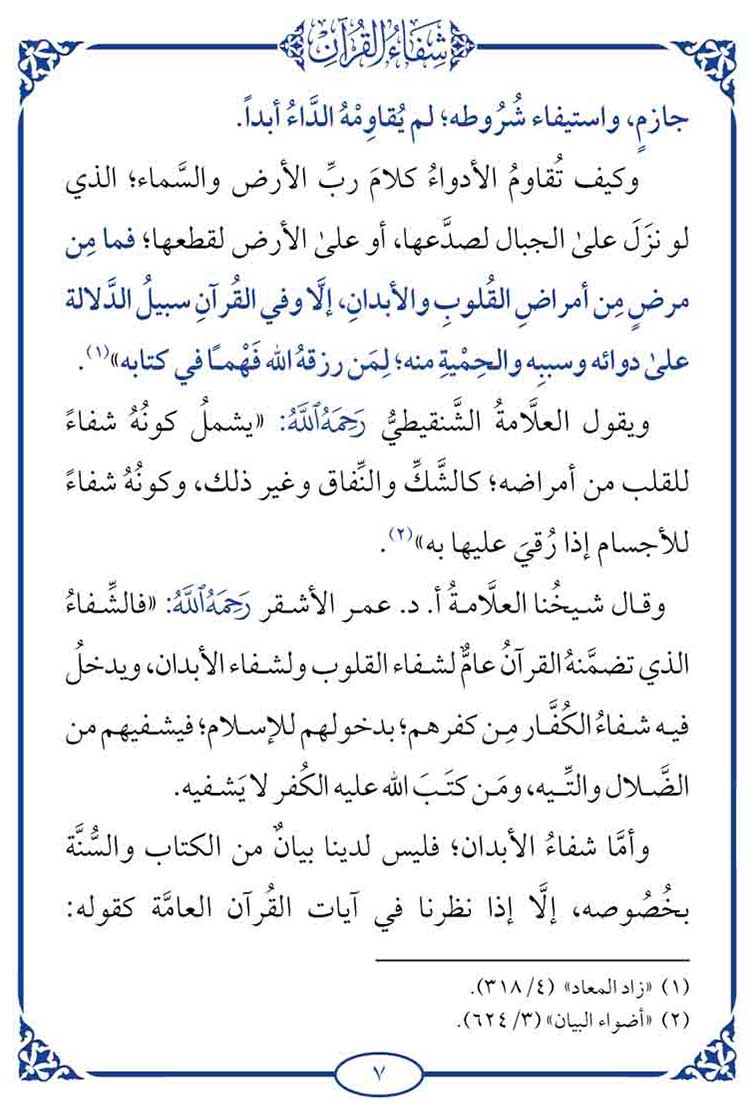 شِفَاءُ القُرْآن
جازمٍ، واستيفاء شُرُوطه؛ لم يُقاوِمْهُ الدَّاءُ أبداً.
وكيف تُقاومُ الأدواءُ كلامَ ربِّ الأرض والسَّماء؛ الذي
لو نزَلَ علىٰ الجبال لصدَّعها، أو علىٰ الأرض لقطعها؛ فما مِن
مرضٍ مِن أمراضِ القُلوبِ والأبدانِ، إلَّا وفي القُرآنِ سبيلُ الدَّلالة
علىٰ دوائه وسببِه والحِمْيةِ منه؛ لِمَن رزقهُ الله فَهْمًا في كتابه»(١).
ويقول العلَّامةُ الشَّنقيطيُّ رَحِمَهُ ٱللَّهُ: «يشملُ كونُهُ شفاءً
للقلب من أمراضه؛ كالشَّكِّ والنِّفاق وغير ذلك، وكونُهُ شفاءً
للأجسام إذا رُقيَ عليها به»(٢).
وقال شيخُنا العلَّامةُ أ. د. عمر الأشقر رَحِمَهُ ٱللَّهُ: «فالشِّفاءُ
الذي تضمَّنهُ القرآنُ عامٌّ لشفاء القلوب ولشفاء الأبدان، ويدخلُ
فيه شفاءُ الكُفَّار مِن كفرهم؛ بدخولهم للإسلام؛ فيشفيهم من
الضَّلال والتِّيه، ومَن كتَبَ الله عليه الكُفر لا يَشفيه.
وأمَّا شفاءُ الأبدان؛ فليس لدينا بيانٌ من الكتاب والسُّنَّة
بخُصُوصه، إلَّا إذا نظرنا في آيات القُرآن العامَّة كقوله:
(١) «زاد المعاد» (٤/ ٣١٨).
(٢) «أضواء البيان» (٣/ ٦٢٤).
٧